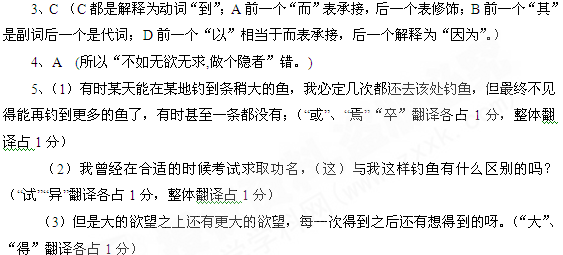 3、C （C 都是解释为动词“到”；A 前一个“而”表承接，后一个表修饰；B 前一个“其”
是副词后一个是代词；D 前一个“以”相当于而表承接，后一个解释为“因为”。）
4、A （所以“不如无欲无求,做个隐者”错。）
5、（1）有时某天能在某地钓到条稍大的鱼，我必定几次都还去该处钓鱼，但最终不见
得能再钓到更多的鱼了，有时甚至一条都没有；（“或”、“焉”“卒”翻译各占 1 分，整体翻
译占 1 分）
（2）我曾经在合适的时候考试求取功名，（这）与我这样钓鱼有什么区别的吗？
（“试”“异”翻译各占 1 分，整体翻译占 1 分）
（3）但是大的欲望之上还有更大的欲望，每一次得到之后还有想得到的呀。（“大”、
“得”翻译各占 1 分）